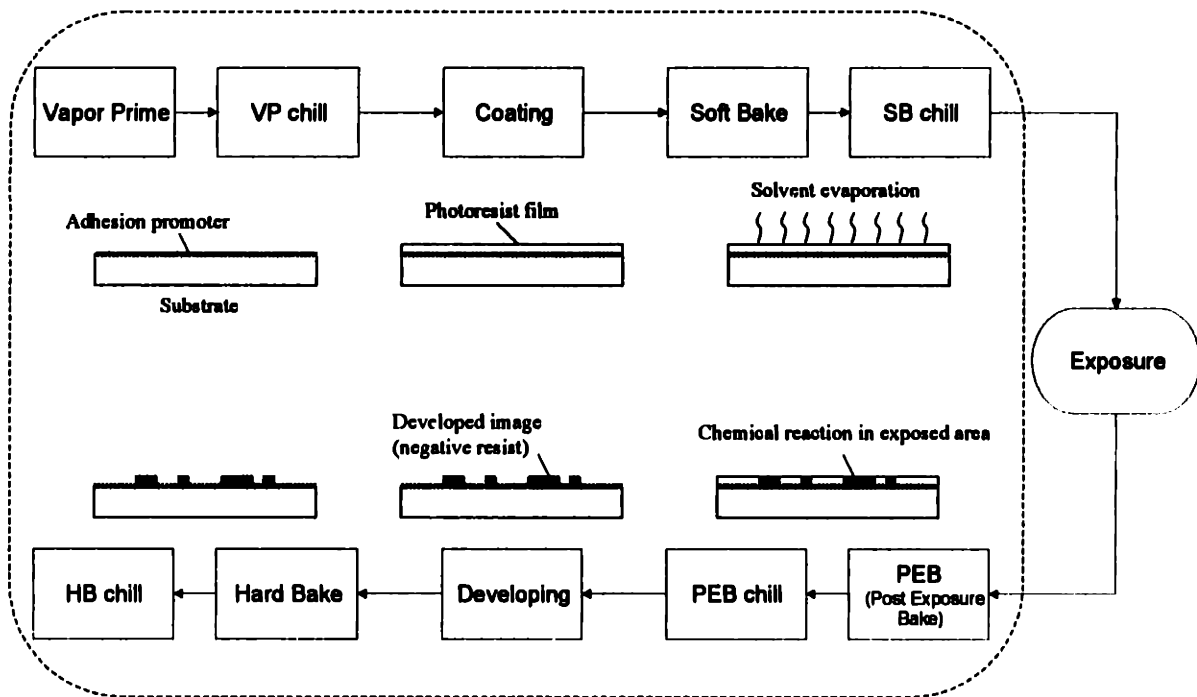 Vapor Prime
VP chill
Coating
Soft Bake
SB chill
Solvent evaporation
Adhesion promoter
Photoresist film
Substrate
Exposure
Developed image
(negative resist)
Chemical reaction in exposed area
HB chill
Hard Bake
Developing
PEB chill
PEB
(Post Exposure
Bake)